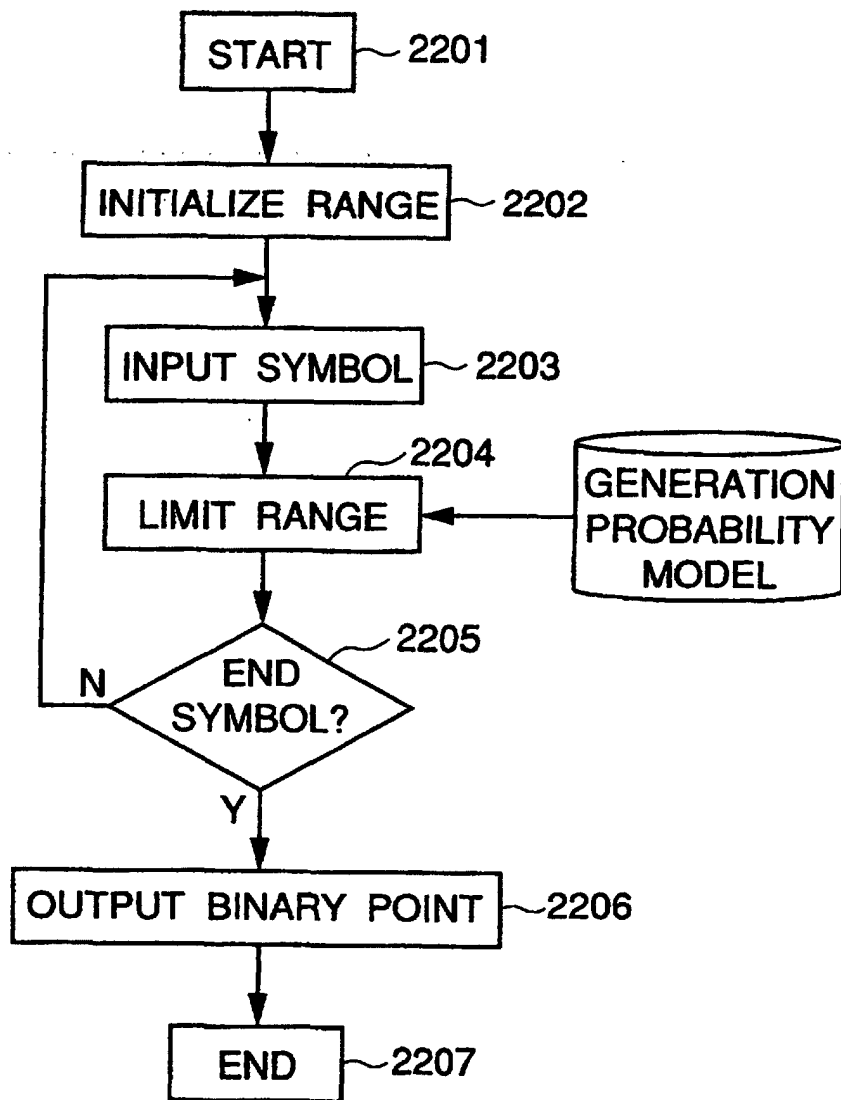 START 2201
INITIALIZE RANGE 2202
INPUT SYMBOL 2203
2204
LIMIT RANGE
GENERATION
PROBABILITY
MODEL
2205
END
SYMBOL?
N
Y
OUTPUT BINARY POINT 2206
END 2207